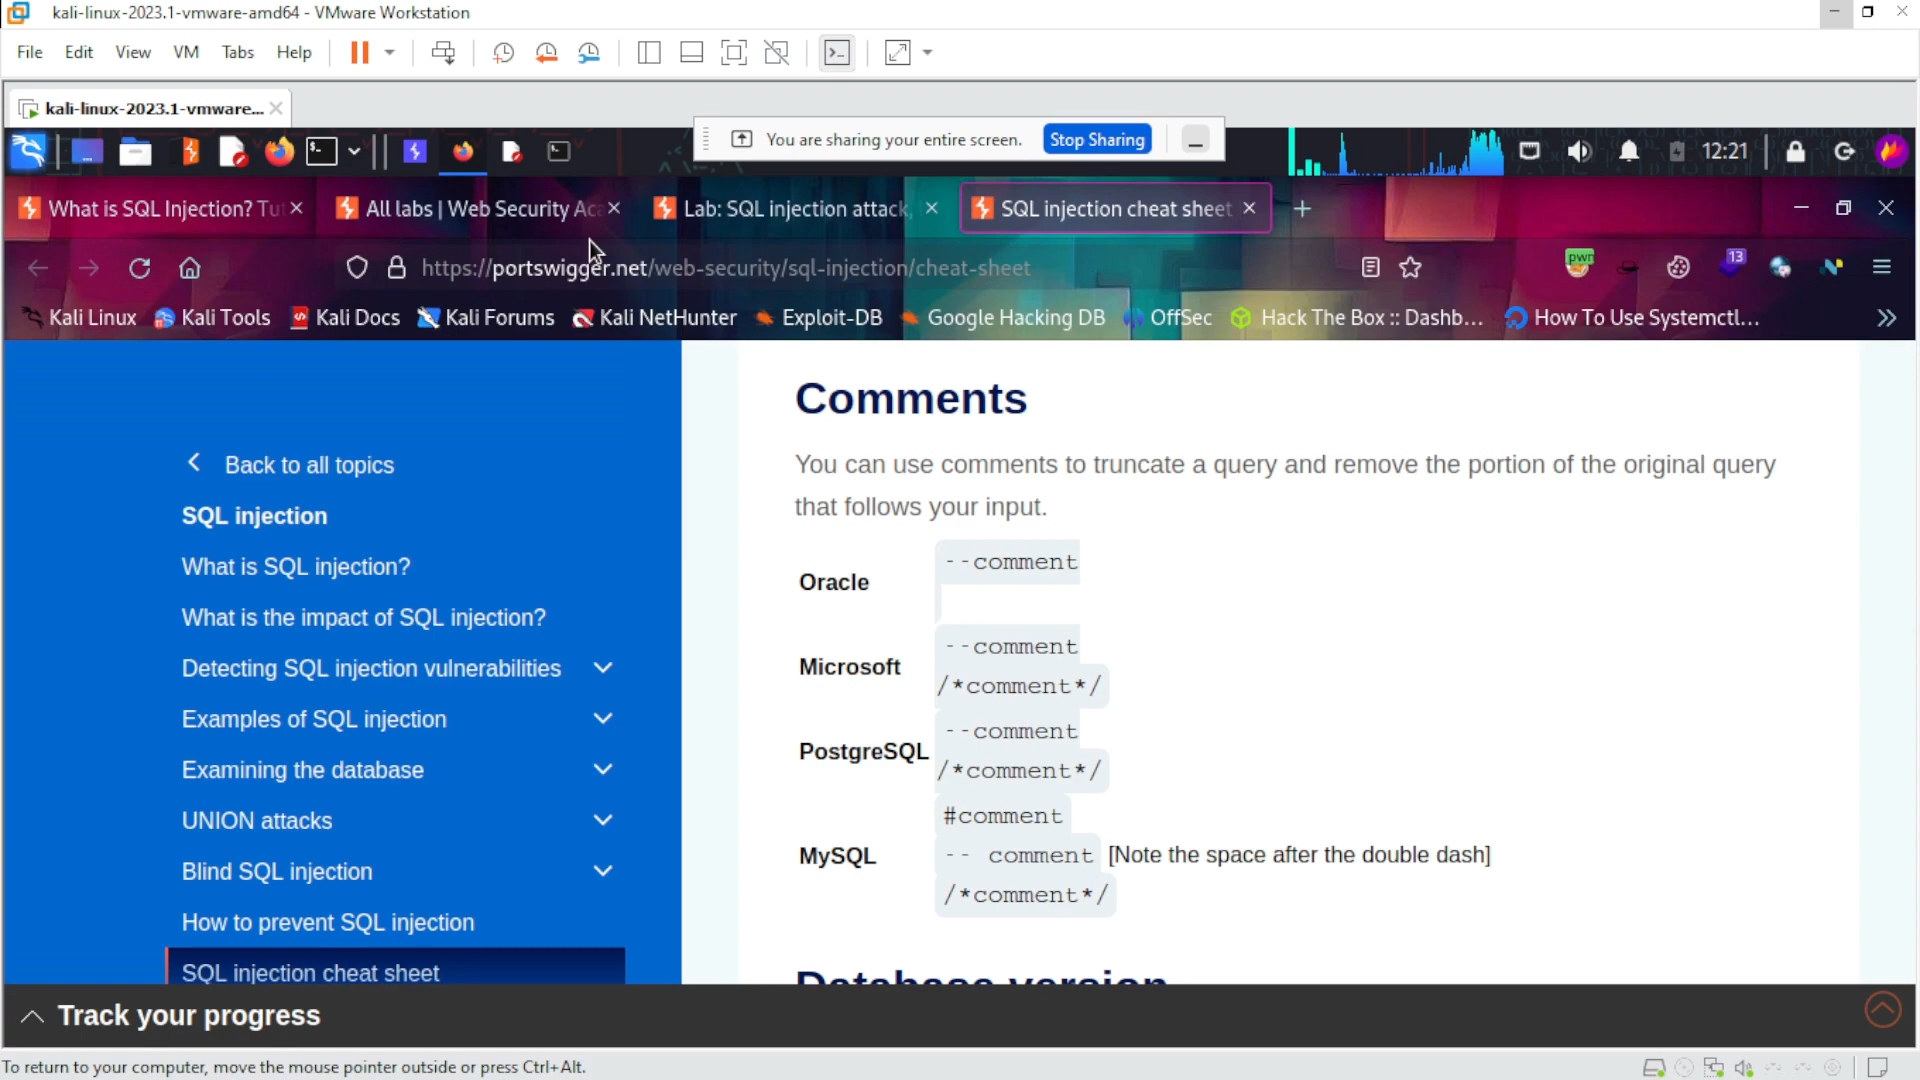 kali-linux-2023.1-vmware-amd64 - VMware Workstation
File Edit View VM Tabs Help
kali-linux-2023.1-vmware...
You are sharing your entire screen. Stop Sharing
12:21
What is SQL Injection? Tut
All labs | Web Security Aca
Lab: SQL injection attack,
SQL injection cheat sheet
https://portswigger.net/web-security/sql-injection/cheat-sheet
pwn
13
Kali Linux Kali Tools Kali Docs Kali Forums Kali NetHunter Exploit-DB Google Hacking DB OffSec Hack The Box :: Dashb... How To Use Systemctl...
Back to all topics
SQL injection
What is SQL injection?
What is the impact of SQL injection?
Detecting SQL injection vulnerabilities
Examples of SQL injection
Examining the database
UNION attacks
Blind SQL injection
How to prevent SQL injection
SQL injection cheat sheet
Comments
You can use comments to truncate a query and remove the portion of the original query
that follows your input.
Oracle --comment
Microsoft --comment
/*comment*/
PostgreSQL --comment
/*comment*/
MySQL #comment
-- comment [Note the space after the double dash]
/*comment*/
Database version
Track your progress
To return to your computer, move the mouse pointer outside or press Ctrl+Alt.